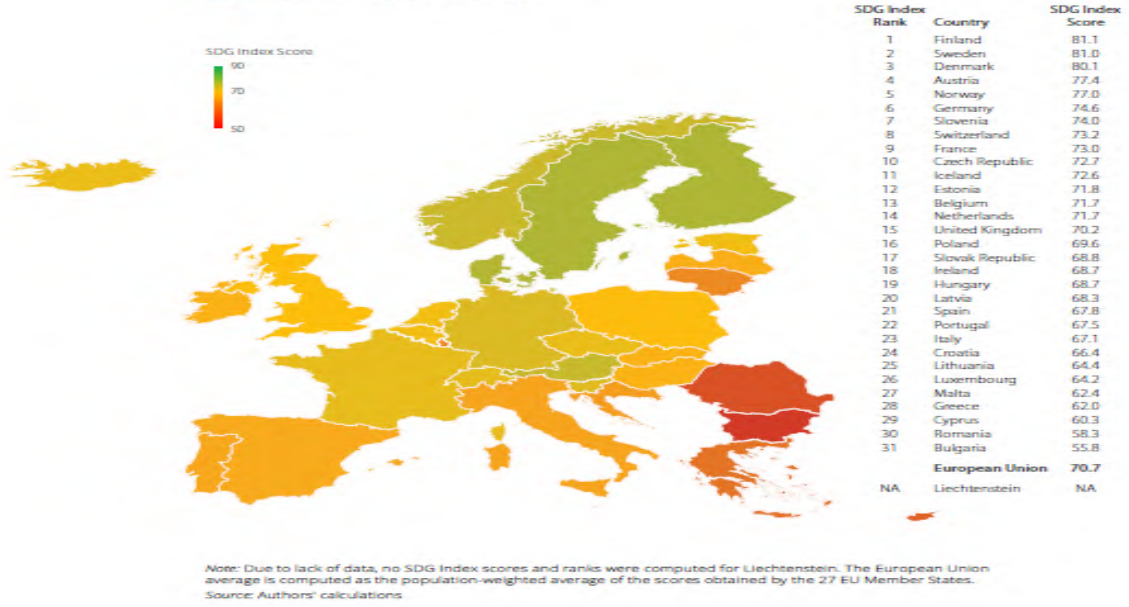 SDG Index Score
90
70
50
SDG Index Rank Country SDG Index Score
1 Finland 81.1
2 Sweden 81.0
3 Denmark 80.1
4 Austria 77.4
5 Norway 77.0
6 Germany 74.6
7 Slovenia 74.0
8 Switzerland 73.2
9 France 73.0
10 Czech Republic 72.7
11 Iceland 72.6
12 Estonia 71.8
13 Belgium 71.7
14 Netherlands 71.7
15 United Kingdom 70.2
16 Poland 69.6
17 Slovak Republic 68.8
18 Ireland 68.7
19 Hungary 68.7
20 Latvia 68.3
21 Spain 67.8
22 Portugal 67.5
23 Italy 67.1
24 Croatia 66.4
25 Lithuania 64.4
26 Luxembourg 64.2
27 Malta 62.4
28 Greece 62.0
29 Cyprus 60.3
30 Romania 58.3
31 Bulgaria 55.8
European Union 70.7
NA Liechtenstein NA
Note: Due to lack of data, no SDG Index scores and ranks were computed for Liechtenstein. The European Union
average is computed as the population-weighted average of the scores obtained by the 27 EU Member States.
Source: Authors' calculations